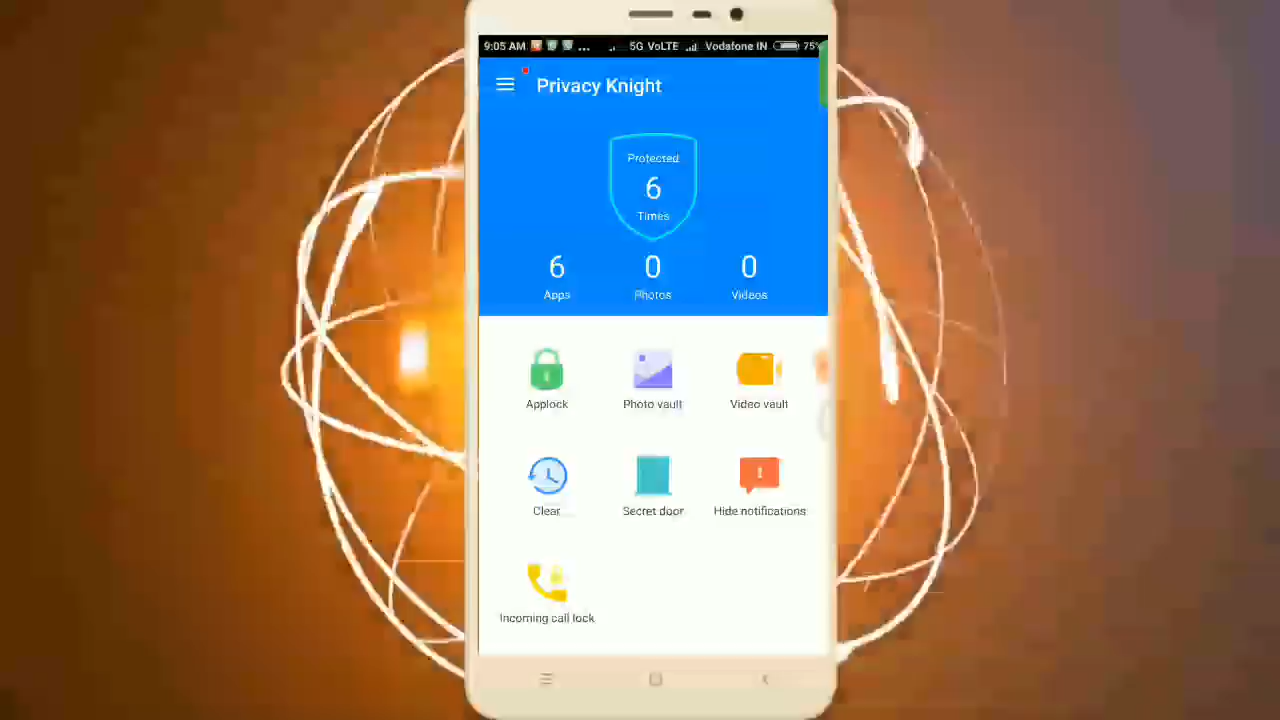 9:05 AM ... 5G VoLTE Vodafone IN 75%
Privacy Knight
Protected
6
Times
6 0 0
Apps Photos Videos
Applock Photo vault Video vault
Clear Secret door Hide notifications
Incoming call lock